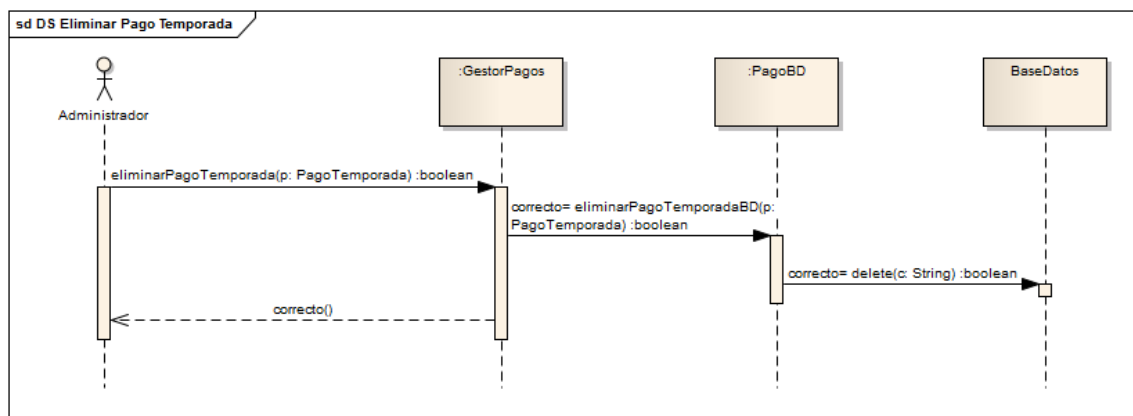 sd DS Eliminar Pago Temporada
:GestorPagos
:PagoBD
BaseDatos
Administrador
eliminarPagoTemporada(p: PagoTemporada) :boolean
correcto= eliminarPagoTemporadaBD(p:
PagoTemporada) :boolean
correcto= delete(c: String) :boolean
correcto()